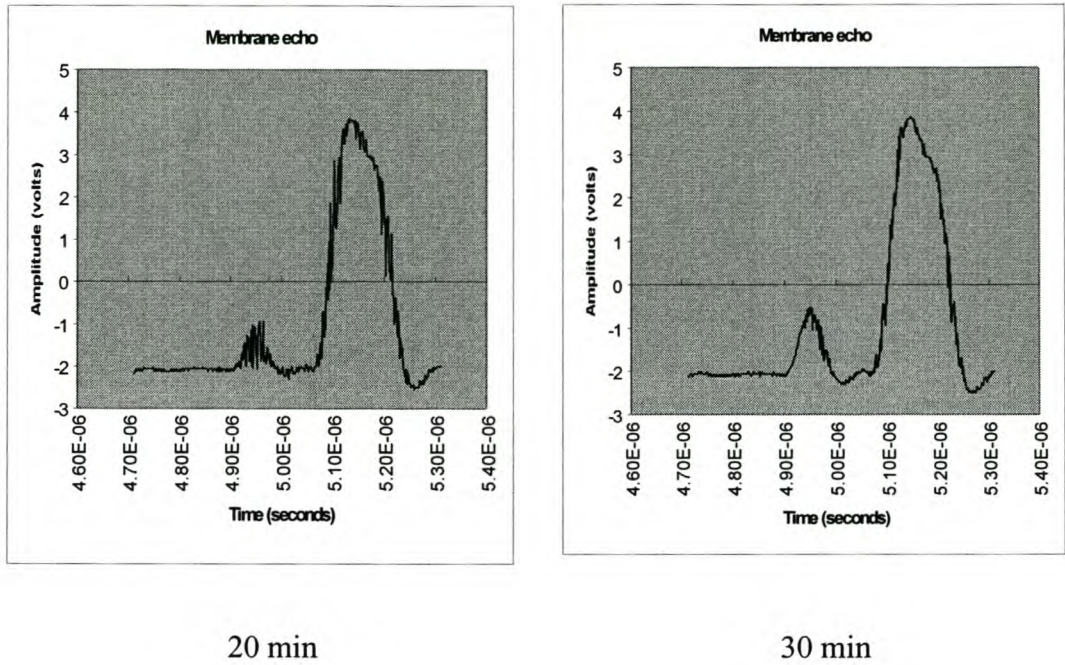 Membrane echo
5
4
3
2
1
0
-1
-2
-3
Amplitude (volts)
4.60E-06
4.70E-06
4.80E-06
4.90E-06
5.00E-06
5.10E-06
5.20E-06
5.30E-06
5.40E-06
Time (seconds)
20 min
Membrane echo
5
4
3
2
1
0
-1
-2
-3
Amplitude (volts)
4.60E-06
4.70E-06
4.80E-06
4.90E-06
5.00E-06
5.10E-06
5.20E-06
5.30E-06
5.40E-06
Time (seconds)
30 min